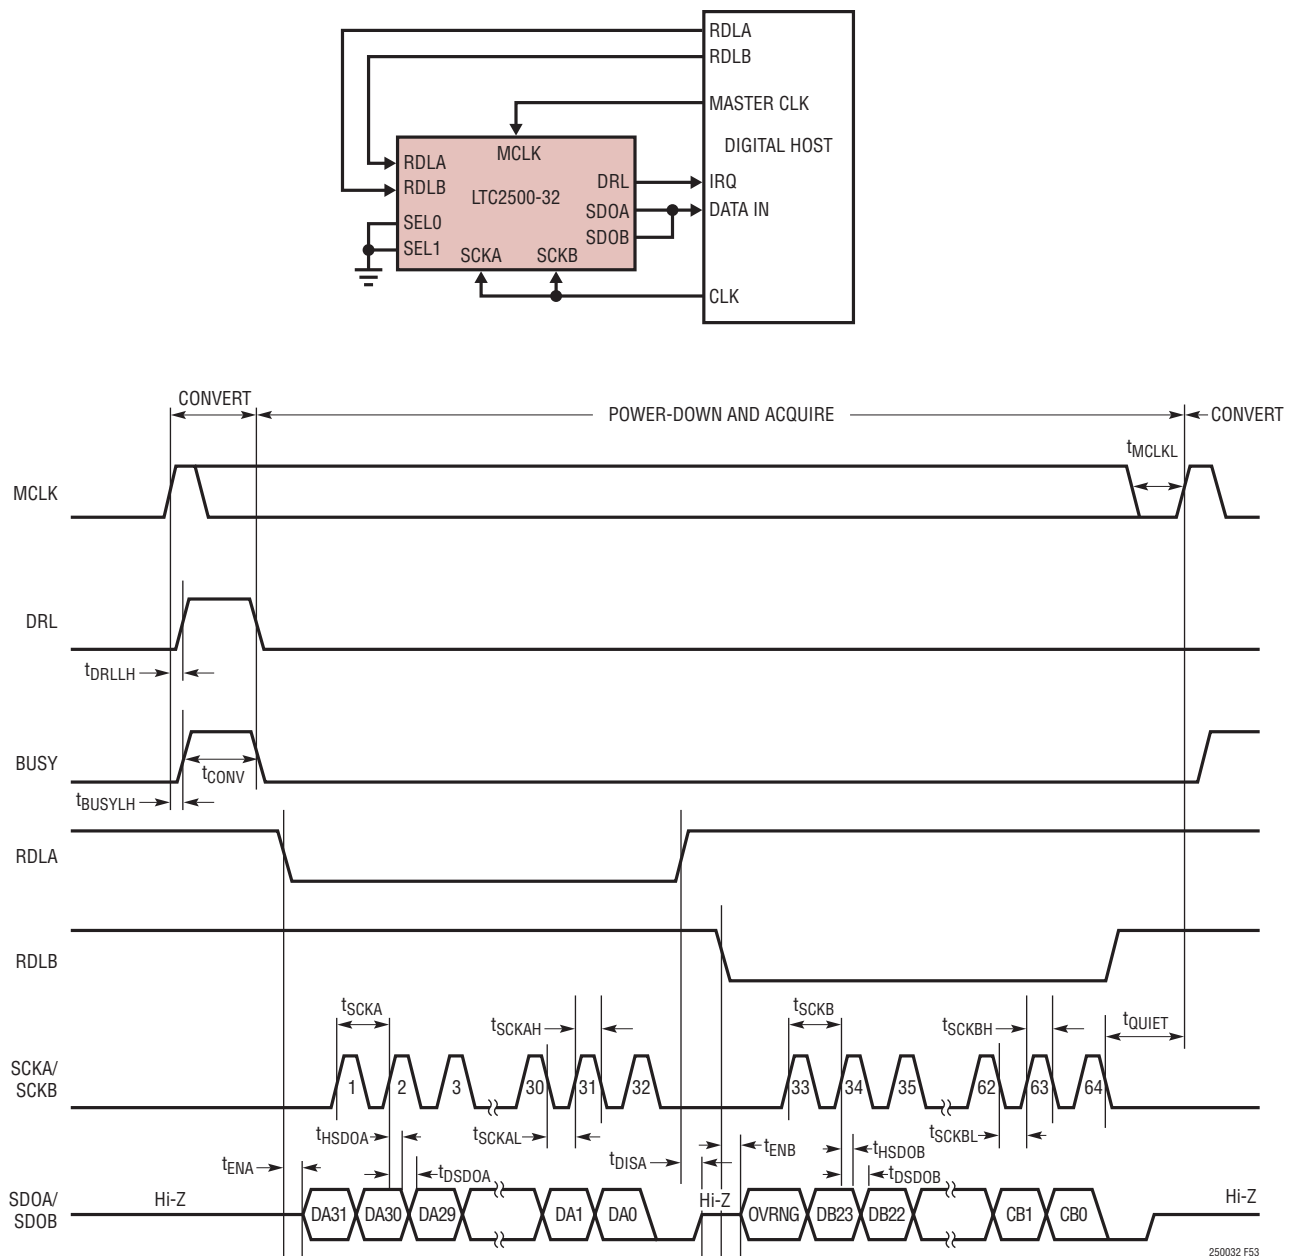 RDLA
RDLB
MASTER CLK
DIGITAL HOST
IRQ
DATA IN
CLK
MCLK
RDLA
RDLB
LTC2500-32
DRL
SDOA
SDOB
SEL0
SEL1
SCKA SCKB
CONVERT
POWER-DOWN AND ACQUIRE
CONVERT
tMCLKL
MCLK
DRL
tDRLLH
BUSY
tCONV
tBUSYLH
RDLA
RDLB
tSCKA
tSCKAH
tSCKB
tSCKBH
tQUIET
SCKA/
SCKB
1 2 3 30 31 32 33 34 35 62 63 64
tHSDOA
tSCKAL
tENB
tHSDOB
tSCKBL
tENA
tDSDOA
tDISA
tDSDOB
SDOA/
SDOB
Hi-Z
DA31 DA30 DA29 DA1 DA0
Hi-Z
OVRNG DB23 DB22 CB1 CB0
Hi-Z
250032 F53